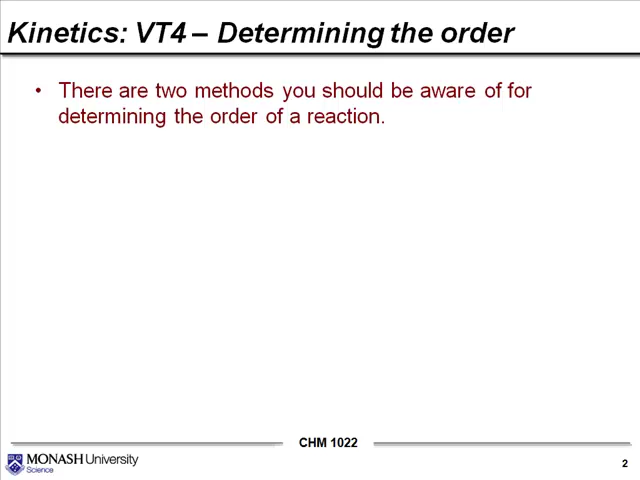 Kinetics: VT4 – Determining the order
• There are two methods you should be aware of for
determining the order of a reaction.
CHM 1022
MONASH University
Science
2